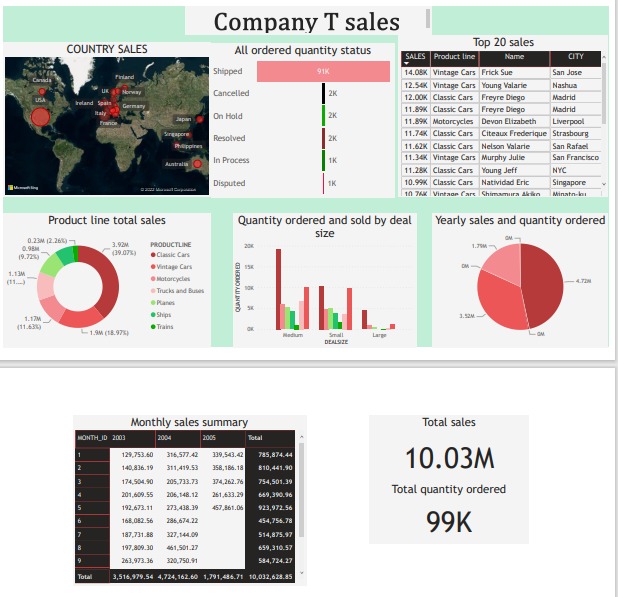 Company T sales
COUNTRY SALES
Canada
USA
Finland
UK
Norway
Ireland
Spain
Germany
Italy
France
Japan
Singapore
Philippines
Australia
Microsoft Bing
© 2022 Microsoft Corporation
All ordered quantity status
Shipped 91K
Cancelled 2K
On Hold 2K
Resolved 2K
In Process 1K
Disputed 1K
Top 20 sales
SALES Product line Name CITY
14.08K Vintage Cars Frick Sue San Jose
12.54K Vintage Cars Young Valarie Nashua
12.00K Classic Cars Freyre Diego Madrid
11.89K Classic Cars Freyre Diego Madrid
11.89K Motorcycles Devon Elizabeth Liverpool
11.74K Classic Cars Citeaux Frederique Strasbourg
11.62K Classic Cars Nelson Valarie San Rafael
11.34K Vintage Cars Murphy Julie San Francisco
11.28K Classic Cars Young Jeff NYC
10.99K Classic Cars Natividad Eric Singapore
10.76K Vintage Cars Shimamura Akiko Minato-ku
Product line total sales
0.23M (2.26%)
0.98M
(9.72%)
1.13M
(11....)
1.17M
(11.63%)
1.9M (18.97%)
3.92M
(39.07%)
PRODUCTLINE
Classic Cars
Vintage Cars
Motorcycles
Trucks and Buses
Planes
Ships
Trains
Quantity ordered and sold by deal
size
QUANTITY ORDERED
20K
15K
10K
5K
0K
Medium Small Large
DEALSIZE
Yearly sales and quantity ordered
0M
1.79M
0M
3.52M
0M
4.72M
Monthly sales summary
MONTH_ID 2003 2004 2005 Total
1 129,753.60 316,577.42 339,543.42 785,874.44
2 140,836.19 311,419.53 358,186.18 810,441.90
3 174,504.90 205,733.73 374,262.76 754,501.39
4 201,609.55 206,148.12 261,633.29 669,390.96
5 192,673.11 273,438.39 457,861.06 923,972.56
6 168,082.56 286,674.22 454,756.78
7 187,731.88 327,144.09 514,875.97
8 197,809.30 461,501.27 659,310.57
9 263,973.36 320,750.91 584,724.27
Total 3,516,979.54 4,724,162.60 1,791,486.71 10,032,628.85
Total sales
10.03M
Total quantity ordered
99K